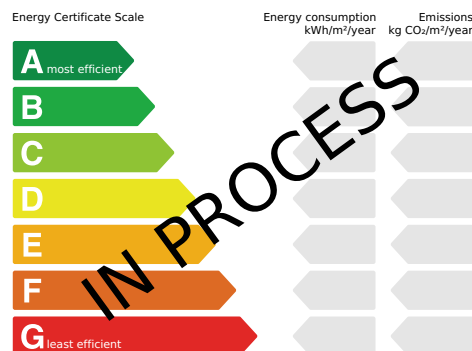 Energy Certificate Scale
Energy consumption
kWh/m²/year
Emissions
kg CO₂/m²/year
A most efficient
B
C
D
E
F
G least efficient
IN PROCESS